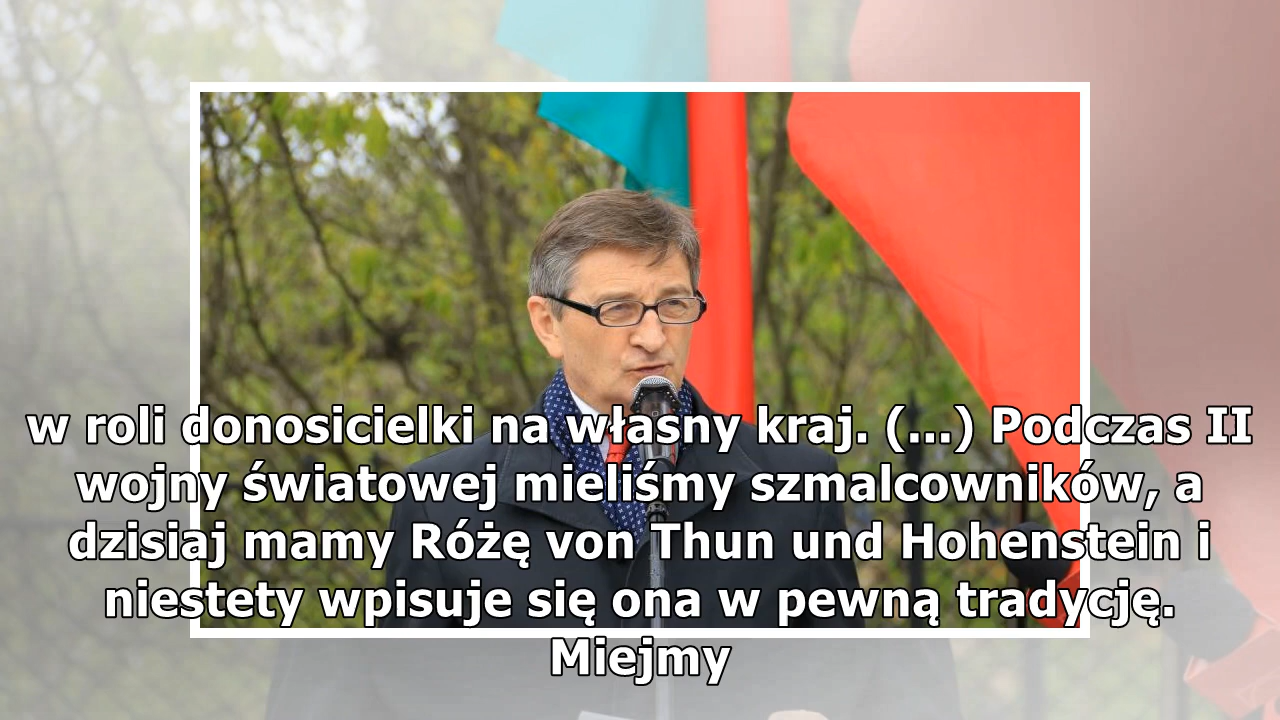 w roli donosicielki na własny kraj. (...) Podczas II
wojny światowej mieliśmy szmalcowników, a
dzisiaj mamy Różę von Thun und Hohenstein i
niestety wpisuje się ona w pewną tradycję.
Miejmy